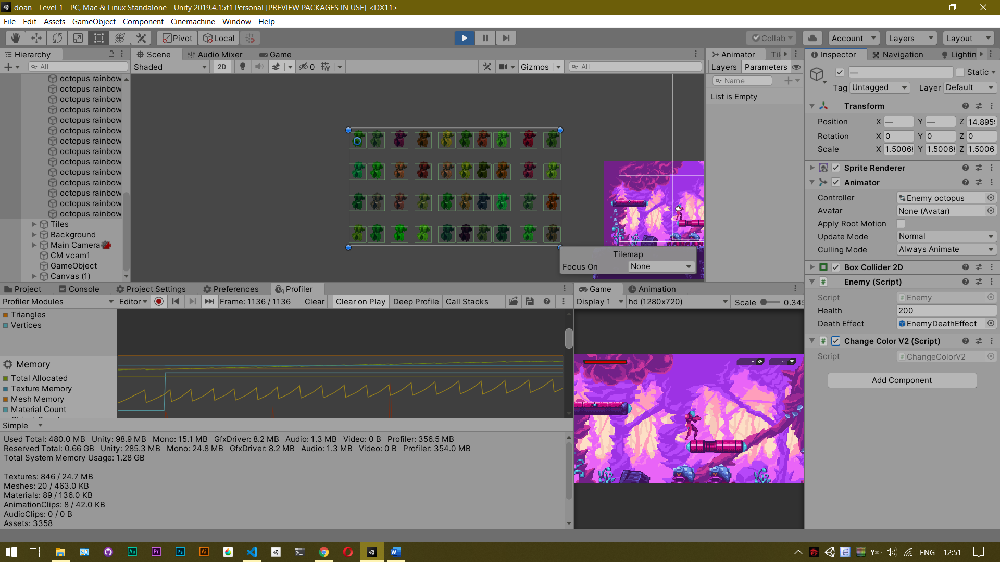 doan - Level 1 - PC, Mac & Linux Standalone - Unity 2019.4.15f1 Personal [PREVIEW PACKAGES IN USE] <DX11>
File Edit Assets GameObject Component Cinemachine Window Help
Pivot Local Collab Account Layers Layout
Hierarchy
All
octopus rainbow
octopus rainbow
octopus rainbow
octopus rainbow
octopus rainbow
octopus rainbow
octopus rainbow
octopus rainbow
octopus rainbow
octopus rainbow
octopus rainbow
octopus rainbow
octopus rainbow
octopus rainbow
Tiles
Background
Main Camera
CM vcam1
GameObject
Canvas (1)
Scene Audio Mixer Game
Shaded 2D 0 Gizmos All
Tilemap
Focus On None
Animator Til
Layers Parameters
Name
List is Empty
Inspector Navigation Lightin
— Static
Tag Untagged Layer Default
Transform
Position X — Y — Z 14.8959
Rotation X 0 Y 0 Z 0
Scale X 1.50068 Y 1.50068 Z 1.50068
Sprite Renderer
Animator
Controller Enemy octopus
Avatar None (Avatar)
Apply Root Motion
Update Mode Normal
Culling Mode Always Animate
Box Collider 2D
Enemy (Script)
Script Enemy
Health 200
Death Effect EnemyDeathEffect
Change Color V2 (Script)
Script ChangeColorV2
Add Component
Project Console Project Settings Preferences Profiler
Profiler Modules Editor Frame: 1136 / 1136 Clear Clear on Play Deep Profile Call Stacks
Triangles
Vertices
Memory
Total Allocated
Texture Memory
Mesh Memory
Material Count
Simple
Used Total: 480.0 MB Unity: 98.9 MB Mono: 15.1 MB GfxDriver: 8.2 MB Audio: 1.3 MB Video: 0 B Profiler: 356.5 MB
Reserved Total: 0.66 GB Unity: 285.3 MB Mono: 24.8 MB GfxDriver: 8.2 MB Audio: 1.3 MB Video: 0 B Profiler: 354.0 MB
Total System Memory Usage: 1.28 GB
Textures: 846 / 24.7 MB
Meshes: 20 / 463.0 KB
Materials: 89 / 136.0 KB
AnimationClips: 8 / 42.0 KB
AudioClips: 0 / 0 B
Assets: 3358
Game Animation
Display 1 hd (1280x720) Scale 0.345
9 10
Au Pr Ps Ai
ENG 12:51